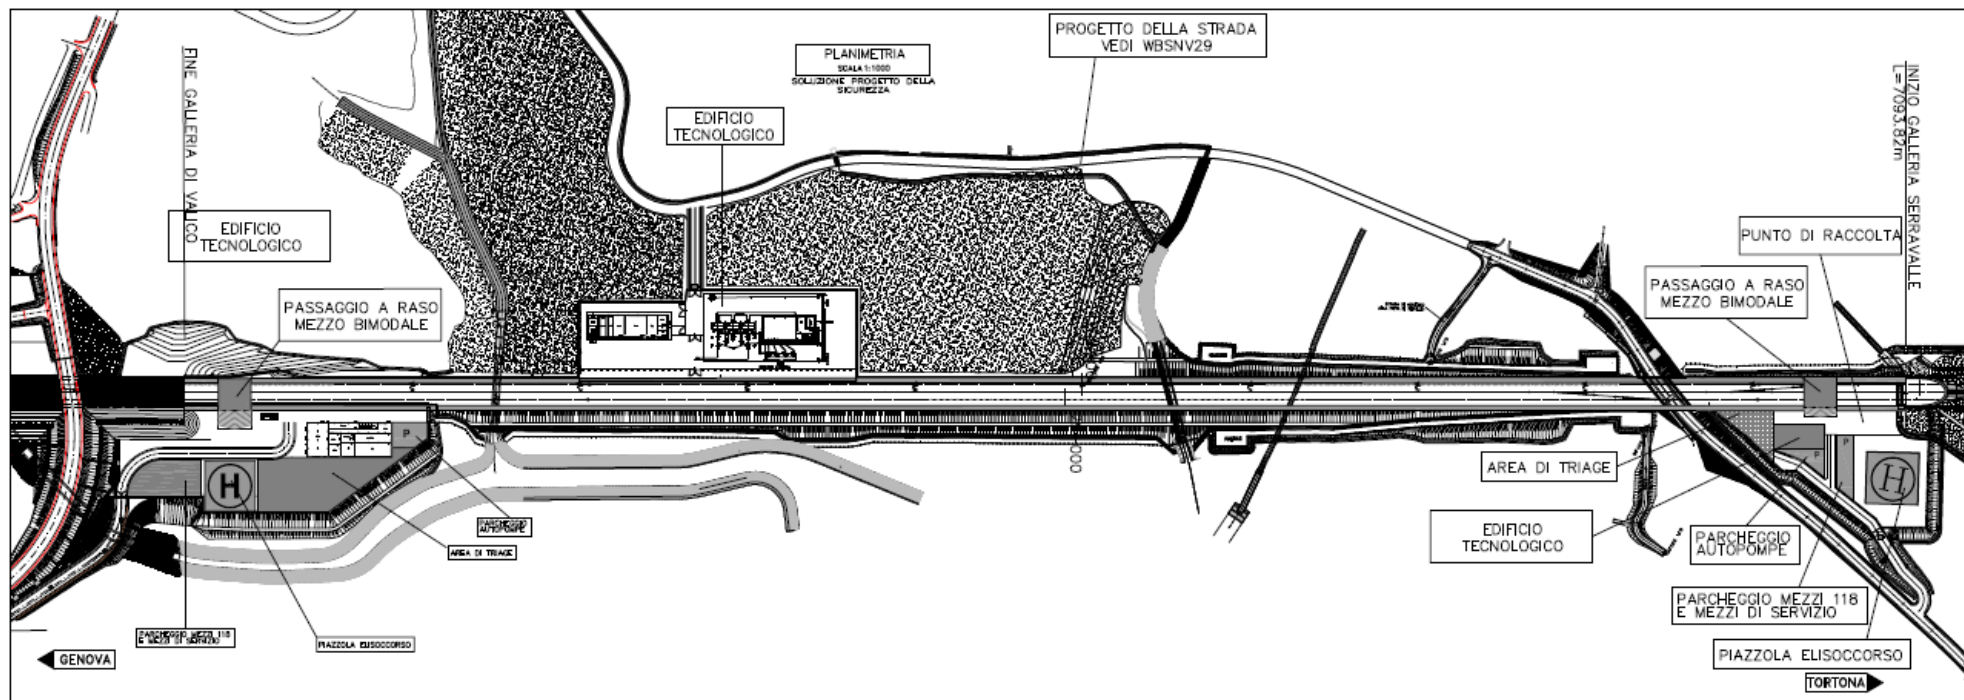 PLANIMETRIA
SCALA 1:1000
SOLUZIONE PROGETTO DELLA
SICUREZZA
PROGETTO DELLA STRADA
VEDI WBSNV29
FINE GALLERIA DI VALICO
INIZIO GALLERIA SERRAVALLE
L=7093.82m
EDIFICIO
TECNOLOGICO
EDIFICIO
TECNOLOGICO
PASSAGGIO A RASO
MEZZO BIMODALE
PUNTO DI RACCOLTA
PASSAGGIO A RASO
MEZZO BIMODALE
P
H
PARCHEGGIO
AUTOPOMPE
AREA DI TRIAGE
PARCHEGGIO MEZZI 118
E MEZZI DI SERVIZIO
PIAZZOLA ELISOCCORSO
AREA DI TRIAGE
P
P
H
EDIFICIO
TECNOLOGICO
PARCHEGGIO
AUTOPOMPE
PARCHEGGIO MEZZI 118
E MEZZI DI SERVIZIO
PIAZZOLA ELISOCCORSO
GENOVA
TORTONA